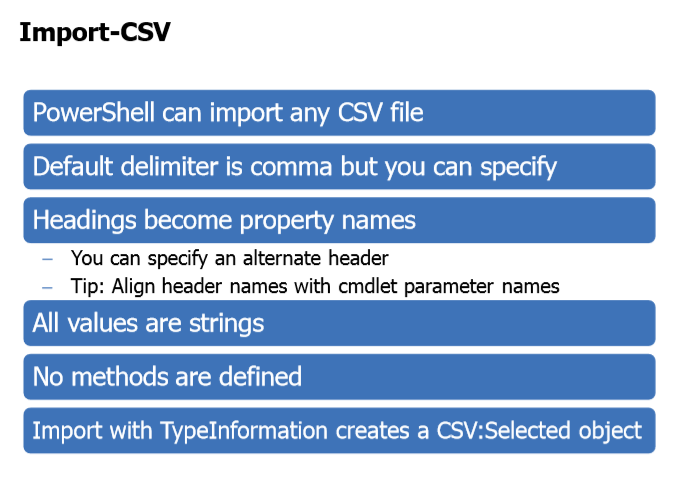 Import-CSV
PowerShell can import any CSV file
Default delimiter is comma but you can specify
Headings become property names
– You can specify an alternate header
– Tip: Align header names with cmdlet parameter names
All values are strings
No methods are defined
Import with TypeInformation creates a CSV:Selected object